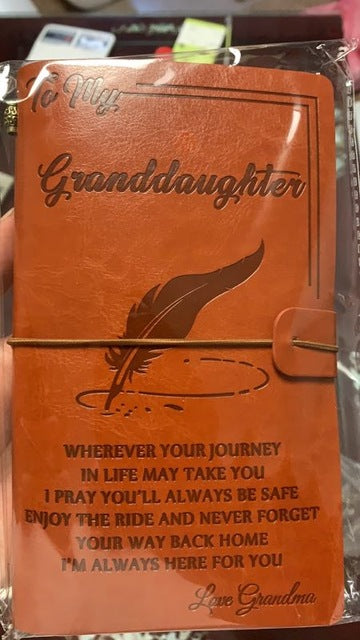 To My
Granddaughter
WHEREVER YOUR JOURNEY
IN LIFE MAY TAKE YOU
I PRAY YOU'LL ALWAYS BE SAFE
ENJOY THE RIDE AND NEVER FORGET
YOUR WAY BACK HOME
I'M ALWAYS HERE FOR YOU
Love Grandma